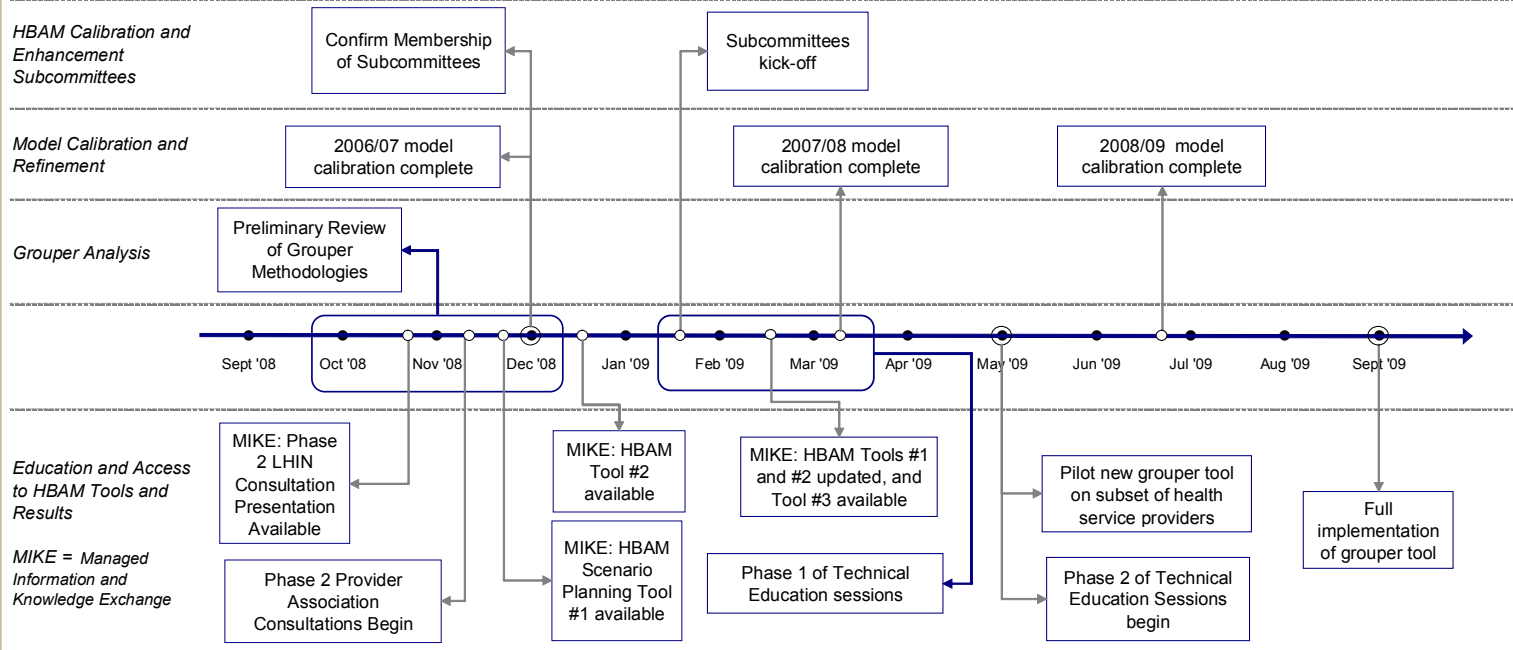 HBAM Calibration and
Enhancement
Subcommittees
Confirm Membership
of Subcommittees
Subcommittees
kick-off
Model Calibration and
Refinement
2006/07 model
calibration complete
2007/08 model
calibration complete
2008/09 model
calibration complete
Grouper Analysis
Preliminary Review
of Grouper
Methodologies
Sept '08
Oct '08
Nov '08
Dec '08
Jan '09
Feb '09
Mar '09
Apr '09
May '09
Jun '09
Jul '09
Aug '09
Sept '09
Education and Access
to HBAM Tools and
Results
MIKE = Managed
Information and
Knowledge Exchange
MIKE: Phase
2 LHIN
Consultation
Presentation
Available
Phase 2 Provider
Association
Consultations Begin
MIKE: HBAM
Tool #2
available
MIKE: HBAM
Scenario
Planning Tool
#1 available
MIKE: HBAM Tools #1
and #2 updated, and
Tool #3 available
Phase 1 of Technical
Education sessions
Pilot new grouper tool
on subset of health
service providers
Phase 2 of Technical
Education Sessions
begin
Full
implementation
of grouper tool